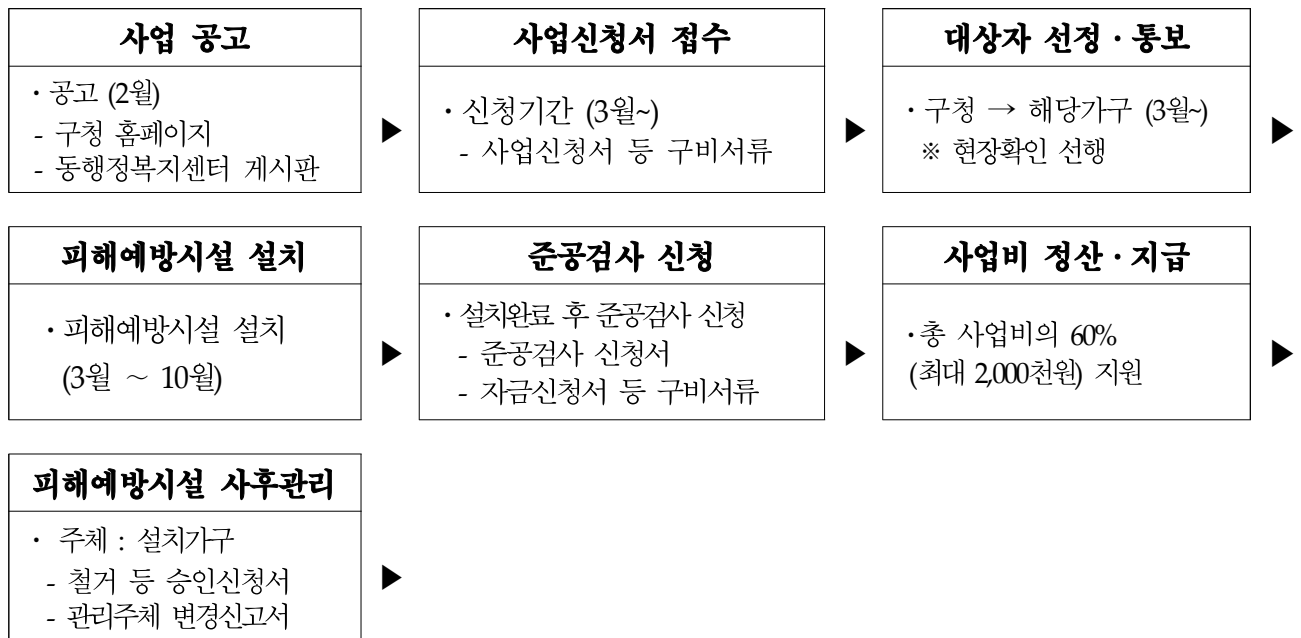 사업 공고
· 공고 (2월)
- 구청 홈페이지
- 동행정복지센터 게시판
▶
사업신청서 접수
· 신청기간 (3월~)
- 사업신청서 등 구비서류
▶
대상자 선정 · 통보
· 구청 → 해당가구 (3월~)
※ 현장확인 선행
▶
피해예방시설 설치
· 피해예방시설 설치
(3월 ~ 10월)
▶
준공검사 신청
· 설치완료 후 준공검사 신청
- 준공검사 신청서
- 자금신청서 등 구비서류
▶
사업비 정산 · 지급
· 총 사업비의 60%
(최대 2,000천원) 지원
▶
피해예방시설 사후관리
· 주체 : 설치가구
- 철거 등 승인신청서
- 관리주체 변경신고서
▶